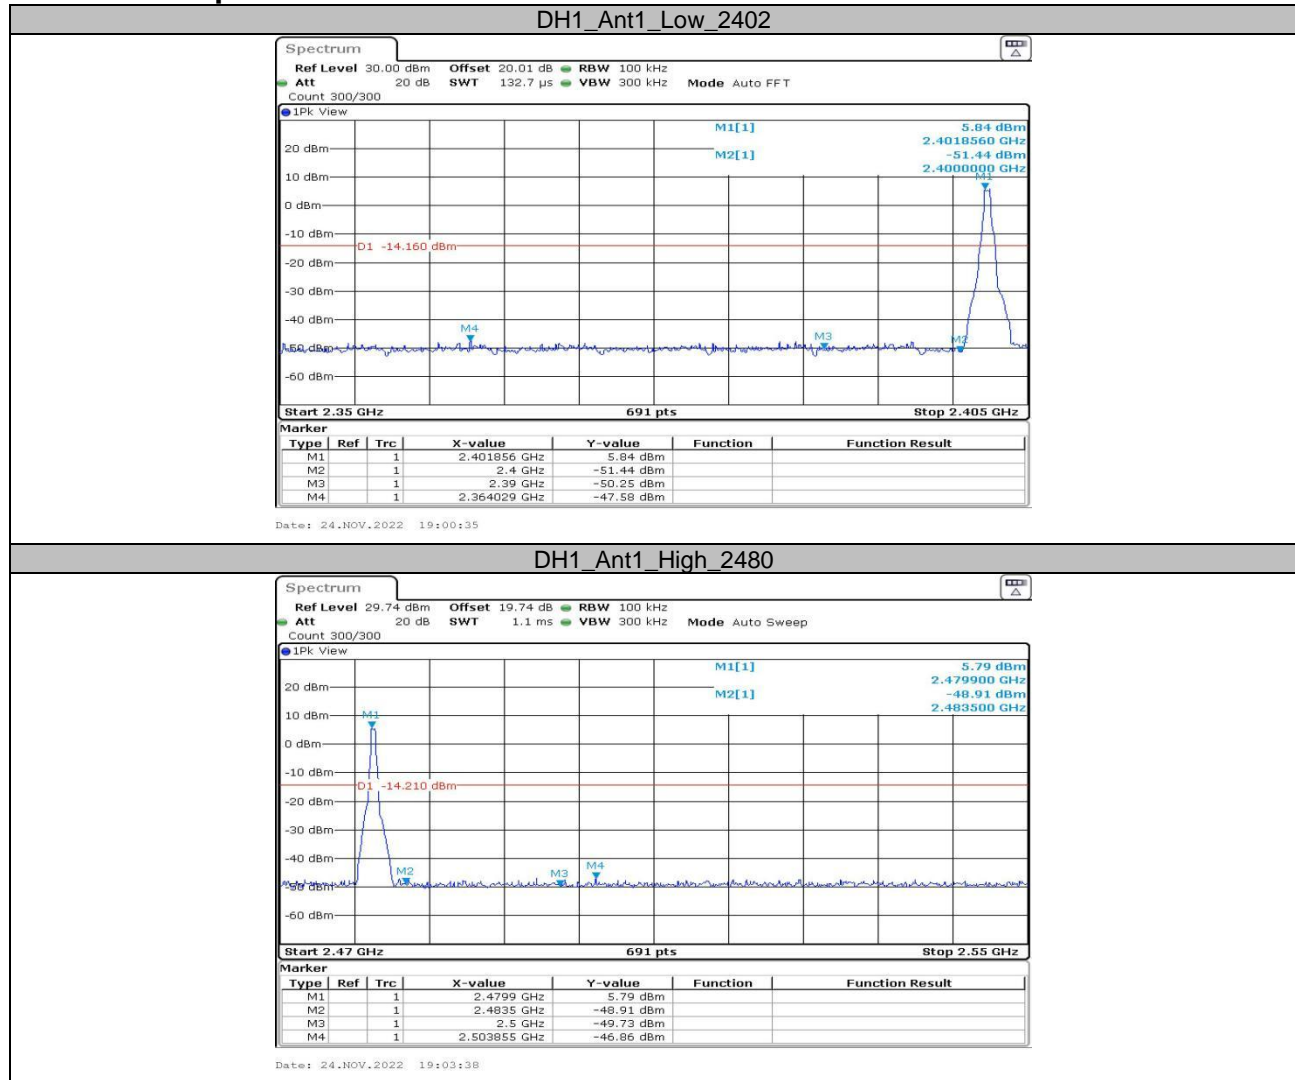 DH1_Ant1_Low_2402
Spectrum
Ref Level 30.00 dBm Offset 20.01 dB RBW 100 kHz
Att 20 dB SWT 132.7 µs VBW 300 kHz Mode Auto FFT
Count 300/300
1Pk View
M1[1] 5.84 dBm
2.4018560 GHz
20 dBm
M2[1] -51.44 dBm
2.4000000 GHz
10 dBm
M1
0 dBm
-10 dBm
D1 -14.160 dBm
-20 dBm
-30 dBm
-40 dBm
M4
M3
M2
-50 dBm
-60 dBm
Start 2.35 GHz 691 pts Stop 2.405 GHz
Marker
Type Ref Trc X-value Y-value Function Function Result
M1 1 2.401856 GHz 5.84 dBm
M2 1 2.4 GHz -51.44 dBm
M3 1 2.39 GHz -50.25 dBm
M4 1 2.364029 GHz -47.58 dBm
Date: 24.NOV.2022 19:00:35
DH1_Ant1_High_2480
Spectrum
Ref Level 29.74 dBm Offset 19.74 dB RBW 100 kHz
Att 20 dB SWT 1.1 ms VBW 300 kHz Mode Auto Sweep
Count 300/300
1Pk View
M1[1] 5.79 dBm
2.479900 GHz
20 dBm
M2[1] -48.91 dBm
2.483500 GHz
10 dBm
M1
0 dBm
-10 dBm
D1 -14.210 dBm
-20 dBm
-30 dBm
-40 dBm
M2
M3
M4
-50 dBm
-60 dBm
Start 2.47 GHz 691 pts Stop 2.55 GHz
Marker
Type Ref Trc X-value Y-value Function Function Result
M1 1 2.4799 GHz 5.79 dBm
M2 1 2.4835 GHz -48.91 dBm
M3 1 2.5 GHz -49.73 dBm
M4 1 2.503855 GHz -46.86 dBm
Date: 24.NOV.2022 19:03:38